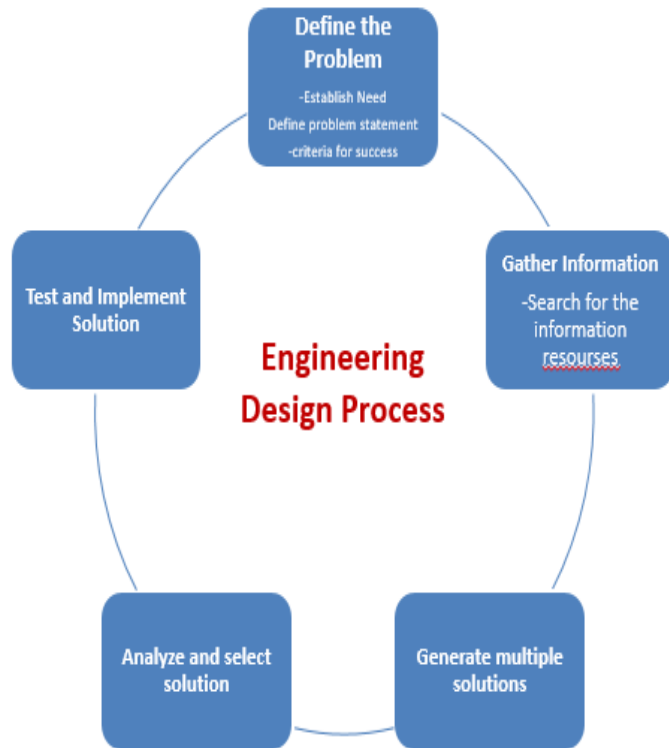 Define the
Problem
-Establish Need
Define problem statement
-criteria for success
Gather Information
-Search for the
information
resourses
Generate multiple
solutions
Analyze and select
solution
Test and Implement
Solution
Engineering
Design Process